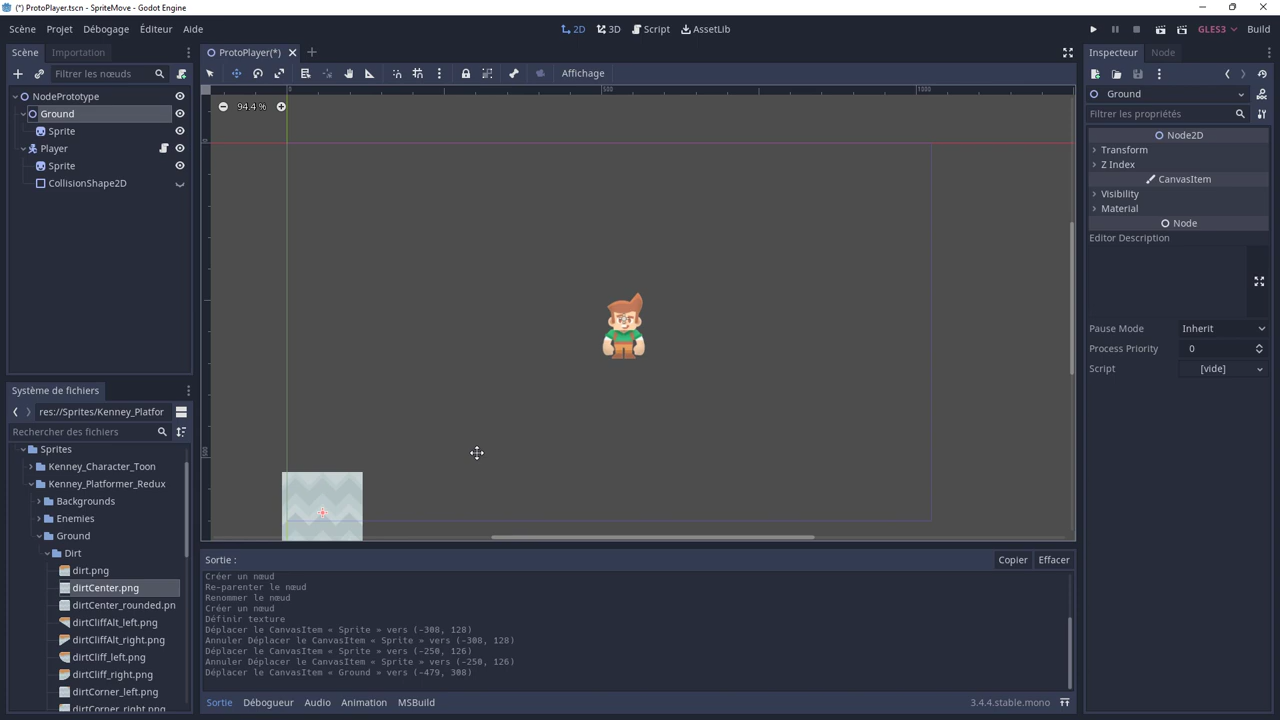 (*) ProtoPlayer.tscn - SpriteMove - Godot Engine
Scène Projet Débogage Éditeur Aide
2D 3D Script AssetLib
GLES3 Build
Scène Importation
Filtrer les nœuds
NodePrototype
Ground
Sprite
Player
Sprite
CollisionShape2D
Système de fichiers
res://Sprites/Kenney_Platfor
Rechercher des fichiers
Sprites
Kenney_Character_Toon
Kenney_Platformer_Redux
Backgrounds
Enemies
Ground
Dirt
dirt.png
dirtCenter.png
dirtCenter_rounded.pn
dirtCliffAlt_left.png
dirtCliffAlt_right.png
dirtCliff_left.png
dirtCliff_right.png
dirtCorner_left.png
dirtCorner_right.png
ProtoPlayer(*)
Affichage
0 500 1000
94.4 %
0
500
Sortie :
Copier Effacer
Créer un nœud
Re-parenter le nœud
Renommer le nœud
Créer un nœud
Définir texture
Déplacer le CanvasItem « Sprite » vers (-308, 128)
Annuler Déplacer le CanvasItem « Sprite » vers (-308, 128)
Déplacer le CanvasItem « Sprite » vers (-250, 126)
Annuler Déplacer le CanvasItem « Sprite » vers (-250, 126)
Déplacer le CanvasItem « Ground » vers (-479, 308)
Sortie Débogueur Audio Animation MSBuild
3.4.4.stable.mono
Inspecteur Node
Ground
Filtrer les propriétés
Node2D
Transform
Z Index
CanvasItem
Visibility
Material
Node
Editor Description
Pause Mode Inherit
Process Priority 0
Script [vide]